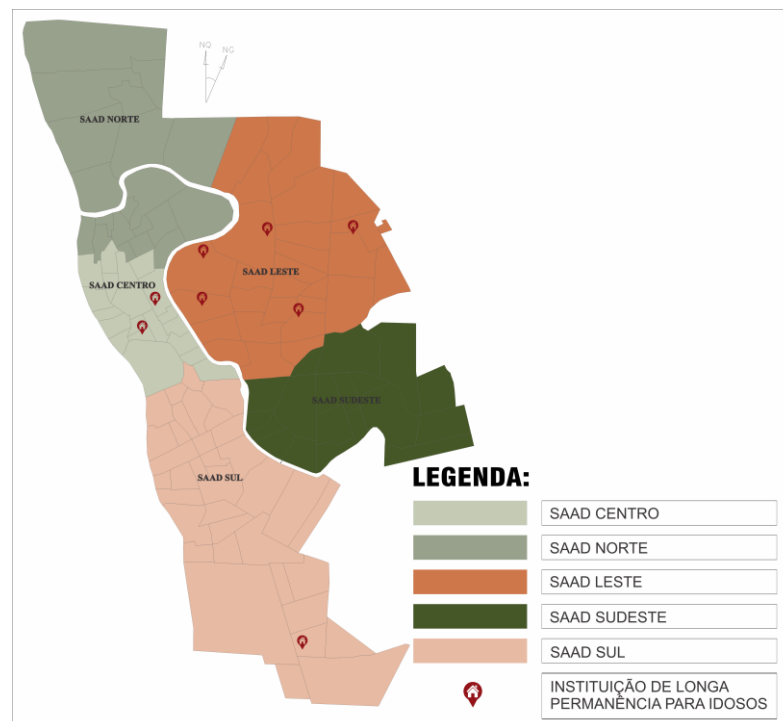 NQ
NG
SAAD NORTE
SAAD LESTE
SAAD CENTRO
SAAD SUDESTE
SAAD SUL
LEGENDA:
SAAD CENTRO
SAAD NORTE
SAAD LESTE
SAAD SUDESTE
SAAD SUL
INSTITUIÇÃO DE LONGA
PERMANÊNCIA PARA IDOSOS